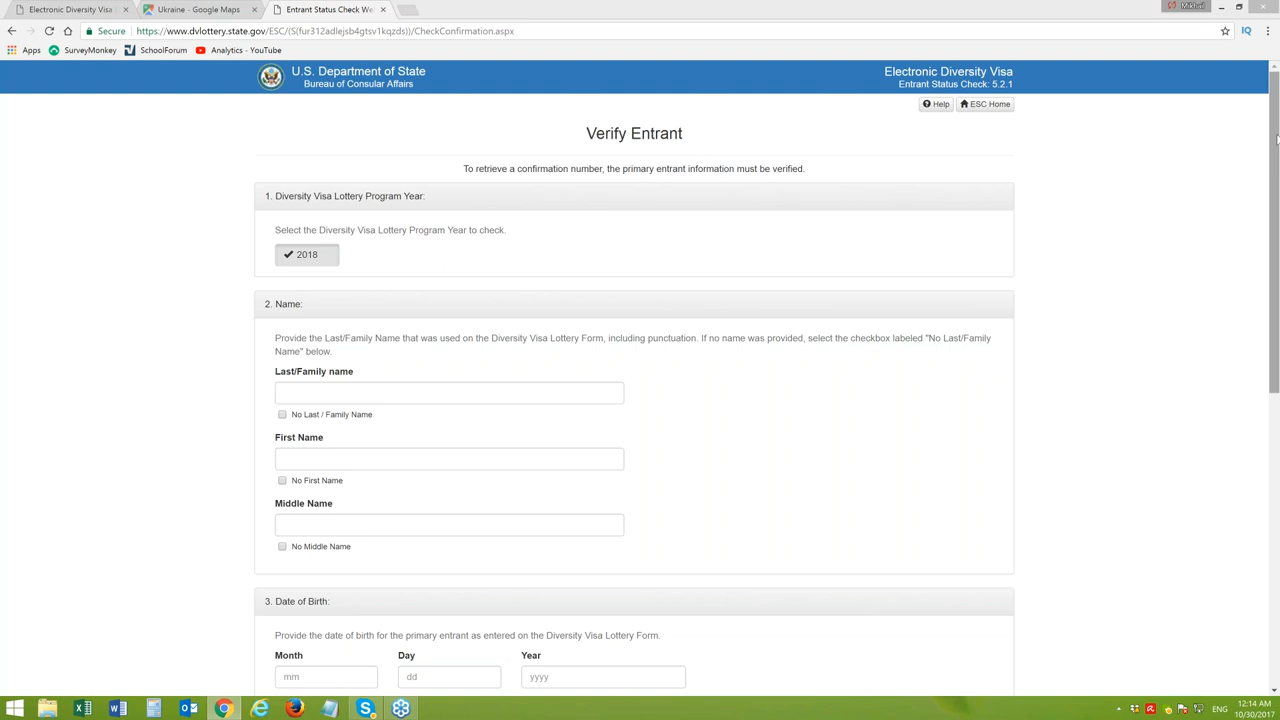 Electronic Diversity Visa
Ukraine - Google Maps
Entrant Status Check We
Mikhail
Secure
https://www.dvlottery.state.gov/ESC/(S(fur312adlejsb4gtsv1kqzds))/CheckConfirmation.aspx
IQ
Apps
SurveyMonkey
SchoolForum
Analytics - YouTube
U.S. Department of State
Bureau of Consular Affairs
Electronic Diversity Visa
Entrant Status Check: 5.2.1
Help
ESC Home
Verify Entrant
To retrieve a confirmation number, the primary entrant information must be verified.
1. Diversity Visa Lottery Program Year:
Select the Diversity Visa Lottery Program Year to check.
2018
2. Name:
Provide the Last/Family Name that was used on the Diversity Visa Lottery Form, including punctuation. If no name was provided, select the checkbox labeled "No Last/Family
Name" below.
Last/Family name
No Last / Family Name
First Name
No First Name
Middle Name
No Middle Name
3. Date of Birth:
Provide the date of birth for the primary entrant as entered on the Diversity Visa Lottery Form.
Month
Day
Year
mm
dd
yyyy
ENG
12:14 AM
10/30/2017